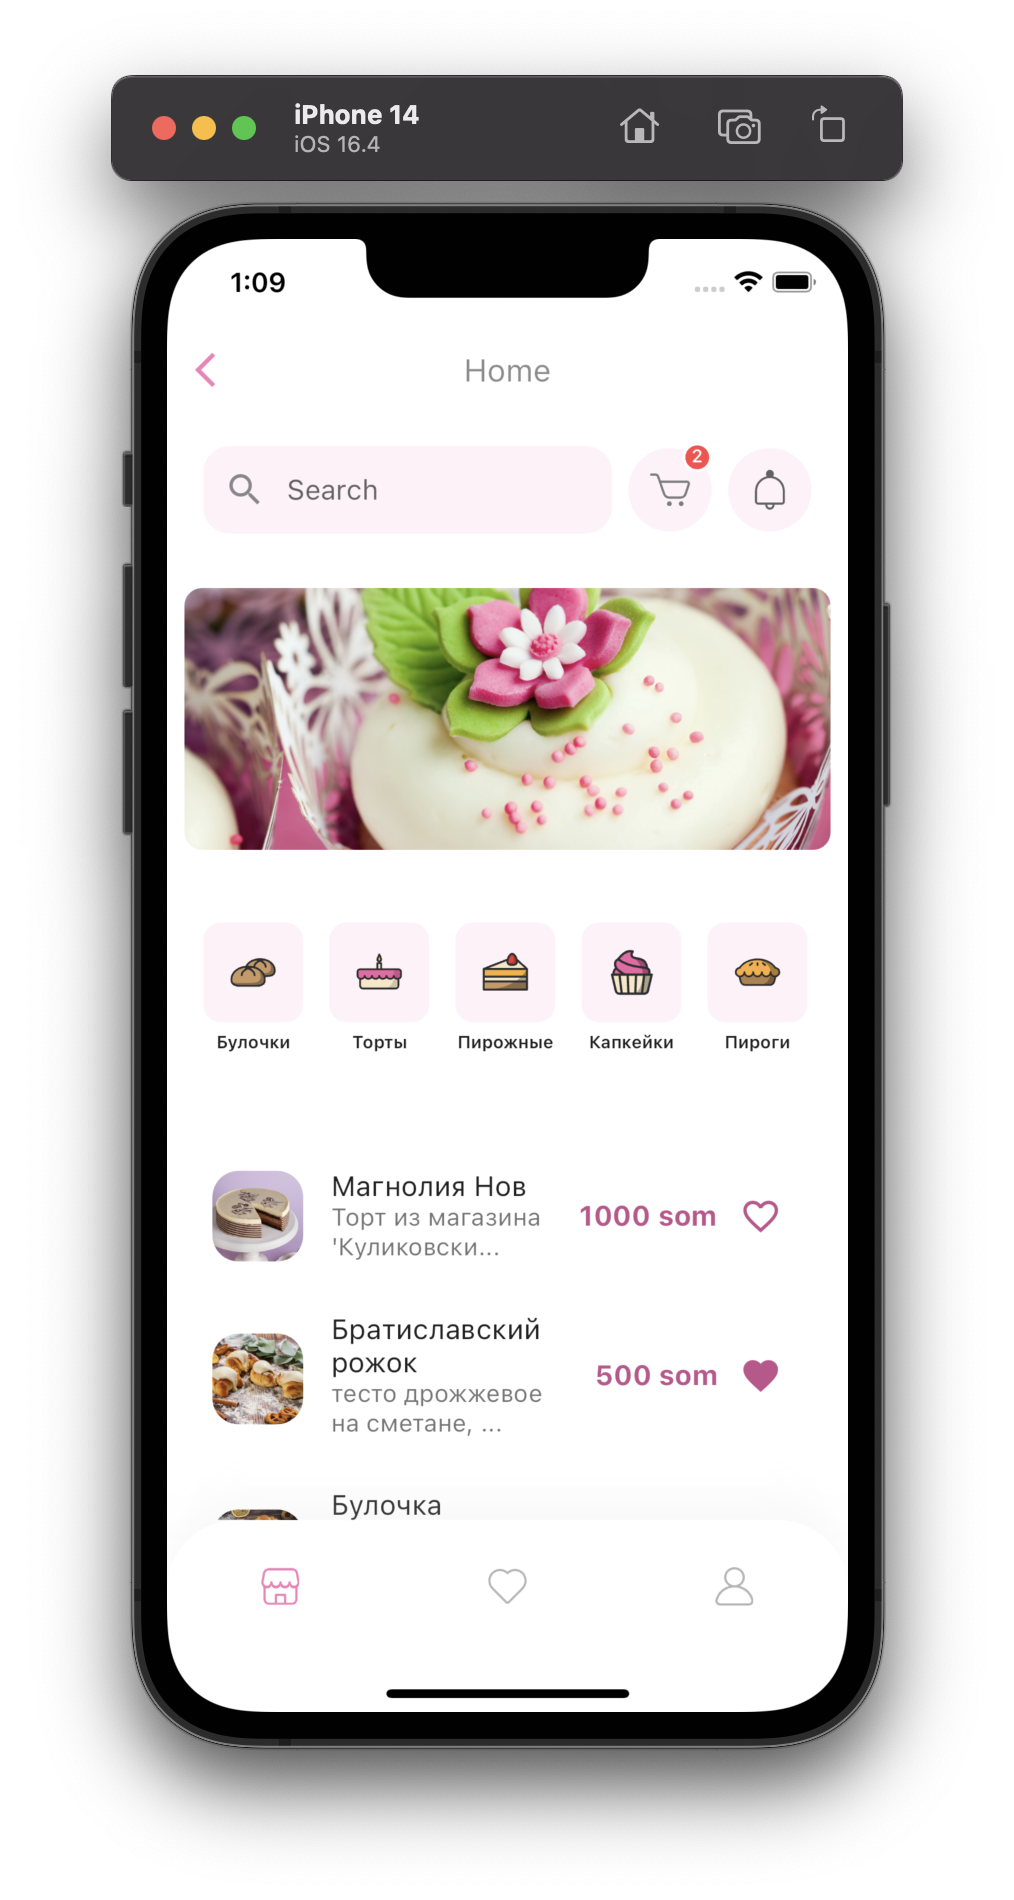 iPhone 14
iOS 16.4
1:09
Home
Search
2
Булочки
Торты
Пирожные
Капкейки
Пироги
Магнолия Нов
Торт из магазина
'Куликовски...
1000 som
Братиславский
рожок
тесто дрожжевое
на сметане, ...
500 som
Булочка